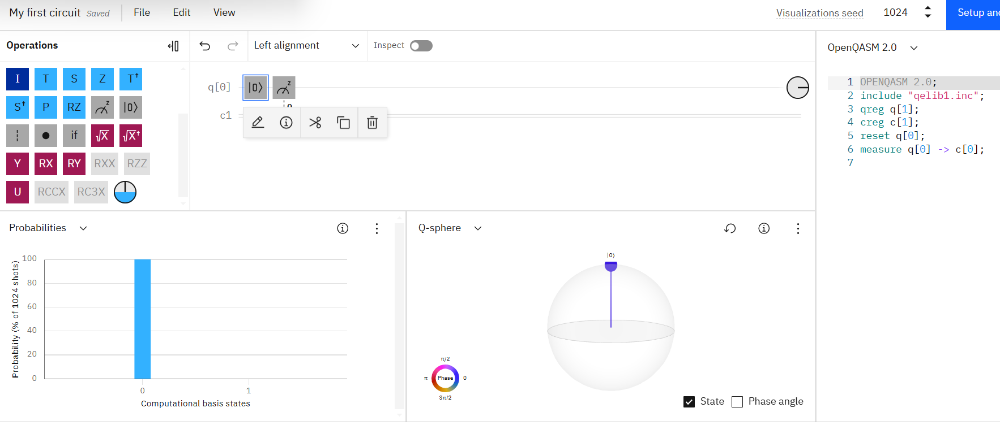 My first circuit Saved File Edit View Visualizations seed 1024
Operations Left alignment Inspect OpenQASM 2.0
I T S Z T†
S† P RZ z |0⟩
if √X √X†
Y RX RY RXX RZZ
U RCCX RC3X
q[0] |0⟩ z
c1
1 OPENQASM 2.0;
2 include "qelib1.inc";
3 qreg q[1];
4 creg c[1];
5 reset q[0];
6 measure q[0] -> c[0];
7
Probabilities
Probability (% of 1024 shots)
100
80
60
40
20
0
0 1
Computational basis states
Q-sphere
|0⟩
π/2
π Phase 0
3π/2
State Phase angle